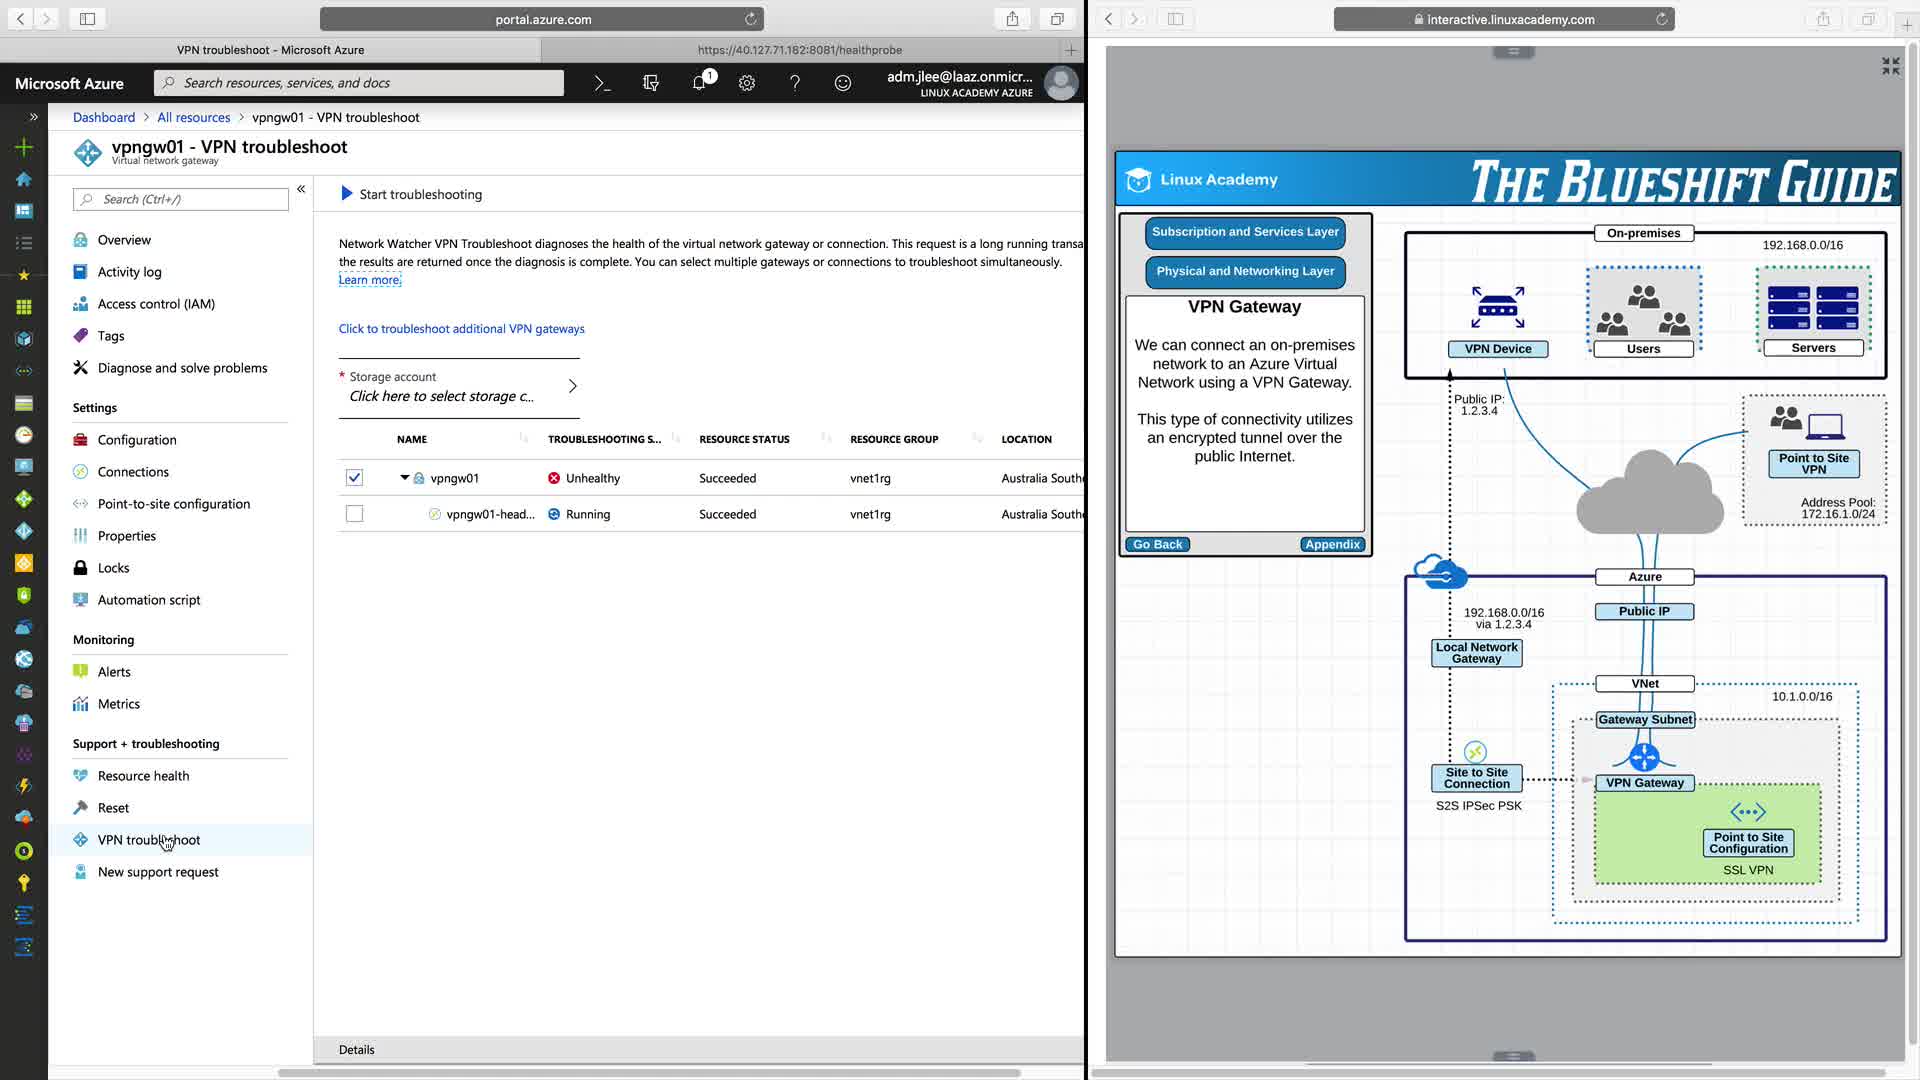 portal.azure.com
VPN troubleshoot - Microsoft Azure
https://40.127.71.182:8081/healthprobe
Microsoft Azure
Search resources, services, and docs
1
adm.jlee@laaz.onmicr...
LINUX ACADEMY AZURE
Dashboard > All resources > vpngw01 - VPN troubleshoot
vpngw01 - VPN troubleshoot
Virtual network gateway
Search (Ctrl+/)
Overview
Activity log
Access control (IAM)
Tags
Diagnose and solve problems
Settings
Configuration
Connections
Point-to-site configuration
Properties
Locks
Automation script
Monitoring
Alerts
Metrics
Support + troubleshooting
Resource health
Reset
VPN troubleshoot
New support request
Start troubleshooting
Network Watcher VPN Troubleshoot diagnoses the health of the virtual network gateway or connection. This request is a long running transa
the results are returned once the diagnosis is complete. You can select multiple gateways or connections to troubleshoot simultaneously.
Learn more.
Click to troubleshoot additional VPN gateways
* Storage account
Click here to select storage c...
NAME TROUBLESHOOTING S... RESOURCE STATUS RESOURCE GROUP LOCATION
vpngw01 Unhealthy Succeeded vnet1rg Australia Southe
vpngw01-head... Running Succeeded vnet1rg Australia Southe
Details
interactive.linuxacademy.com
Linux Academy
THE BLUESHIFT GUIDE
Subscription and Services Layer
Physical and Networking Layer
VPN Gateway
We can connect an on-premises
network to an Azure Virtual
Network using a VPN Gateway.
This type of connectivity utilizes
an encrypted tunnel over the
public Internet.
Go Back
Appendix
On-premises
192.168.0.0/16
VPN Device
Users
Servers
Public IP:
1.2.3.4
Point to Site
VPN
Address Pool:
172.16.1.0/24
Azure
Public IP
192.168.0.0/16
via 1.2.3.4
Local Network
Gateway
VNet
10.1.0.0/16
Gateway Subnet
Site to Site
Connection
S2S IPSec PSK
VPN Gateway
Point to Site
Configuration
SSL VPN